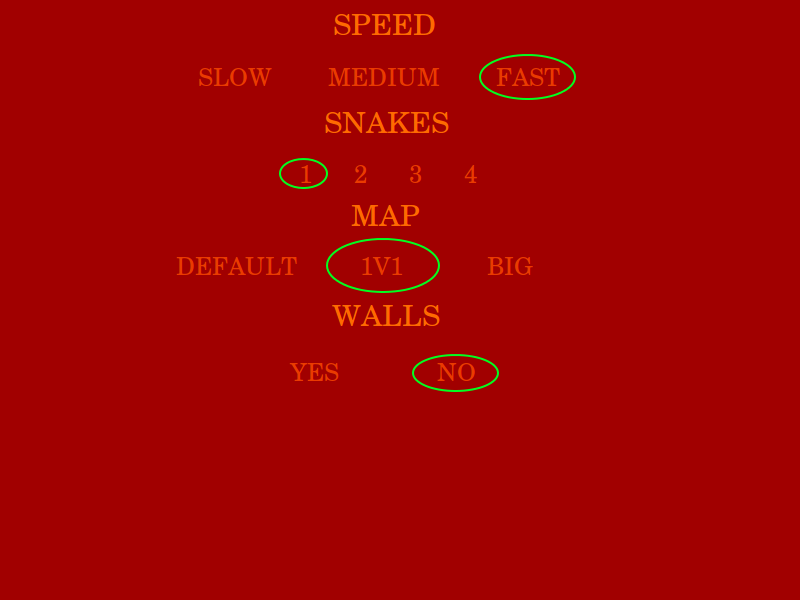 SPEED
SLOW MEDIUM FAST
SNAKES
1 2 3 4
MAP
DEFAULT 1V1 BIG
WALLS
YES NO